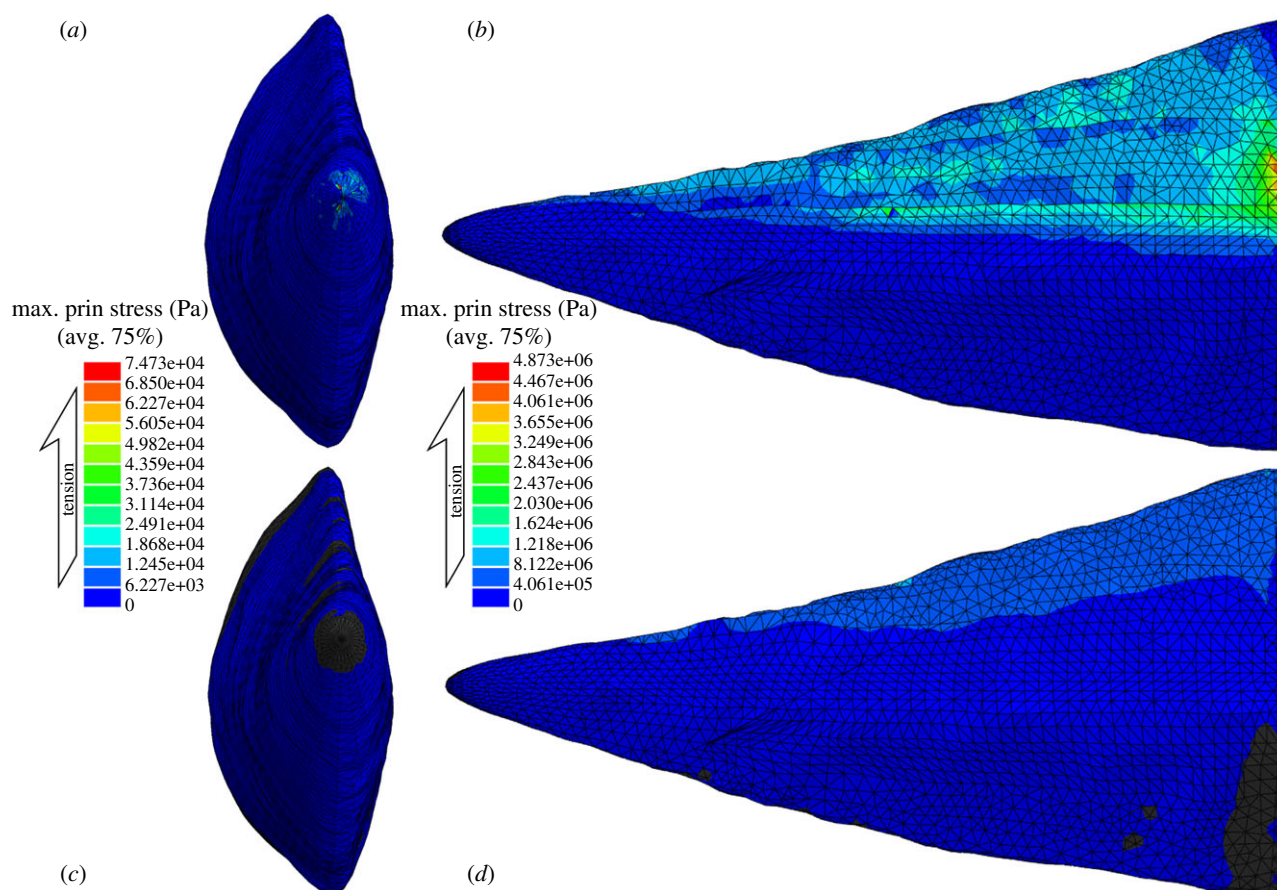 (a)
(b)
max. prin stress (Pa)
(avg. 75%)
7.473e+04
6.850e+04
6.227e+04
5.605e+04
4.982e+04
4.359e+04
3.736e+04
3.114e+04
2.491e+04
1.868e+04
1.245e+04
6.227e+03
0
tension
max. prin stress (Pa)
(avg. 75%)
4.873e+06
4.467e+06
4.061e+06
3.655e+06
3.249e+06
2.843e+06
2.437e+06
2.030e+06
1.624e+06
1.218e+06
8.122e+06
4.061e+05
0
tension
(c)
(d)